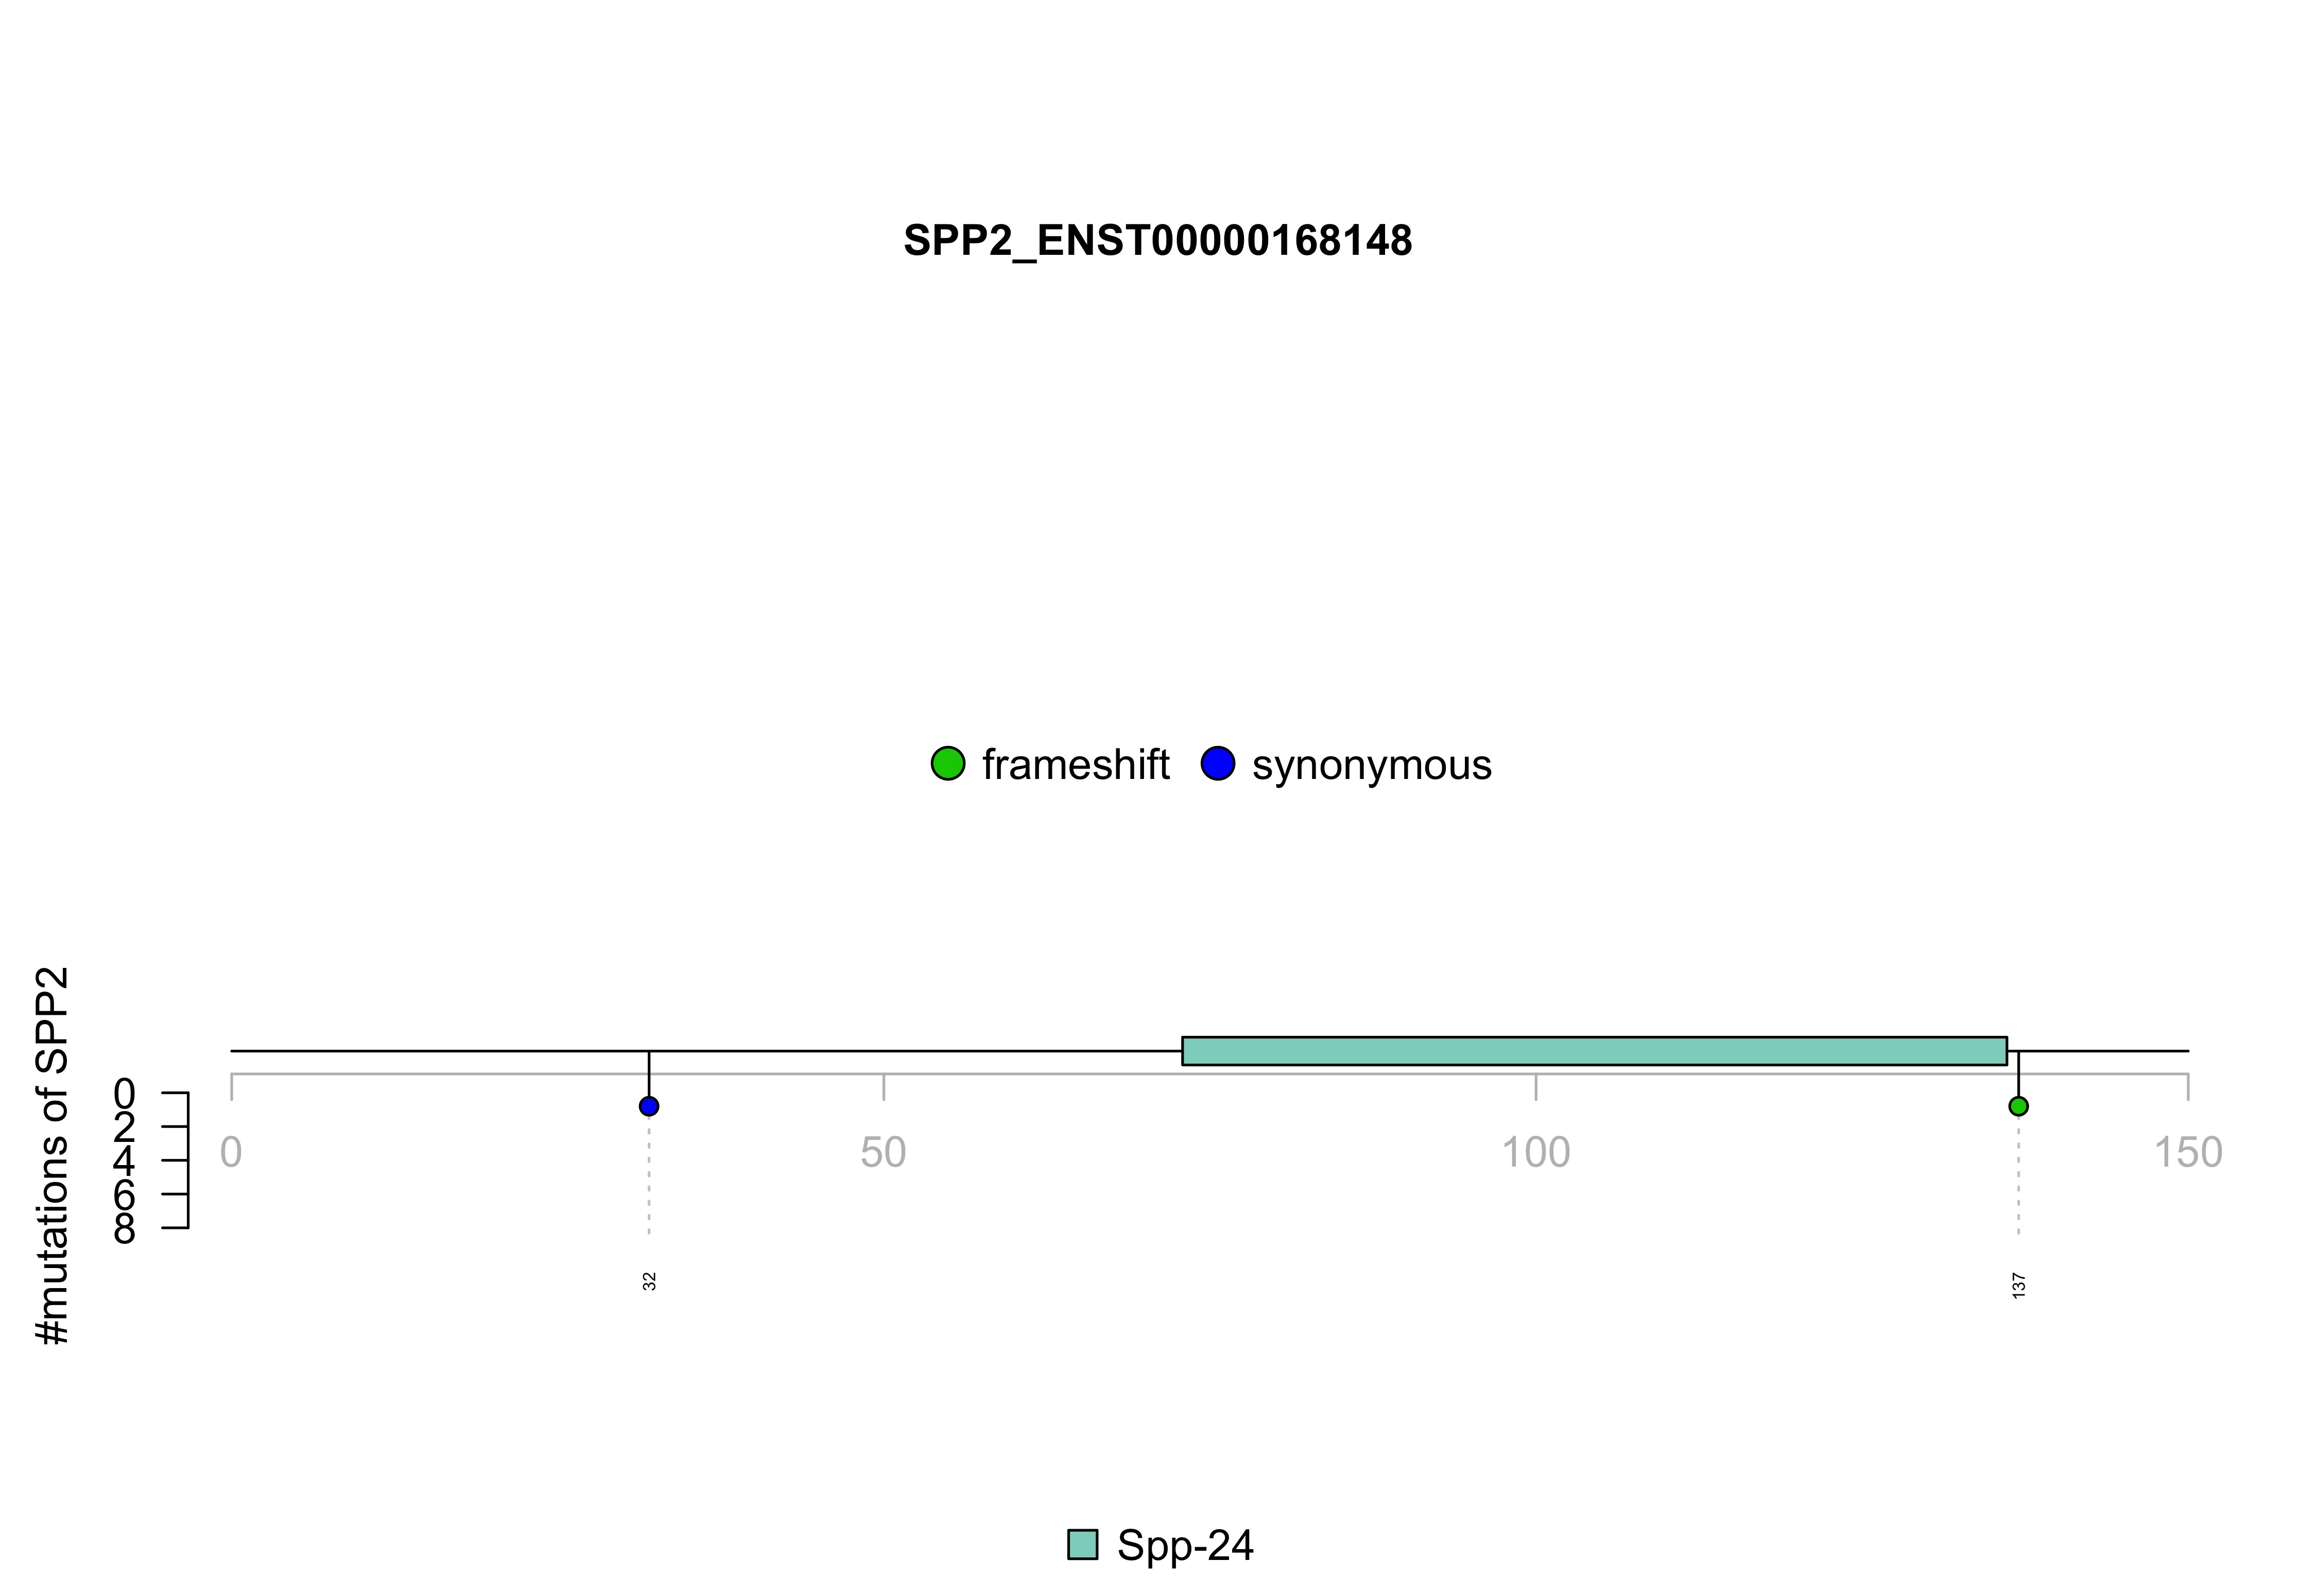 SPP2_ENST00000168148
frameshift synonymous
#mutations of SPP2
0
2
4
6
8
0 50 100 150
32 137
Spp-24